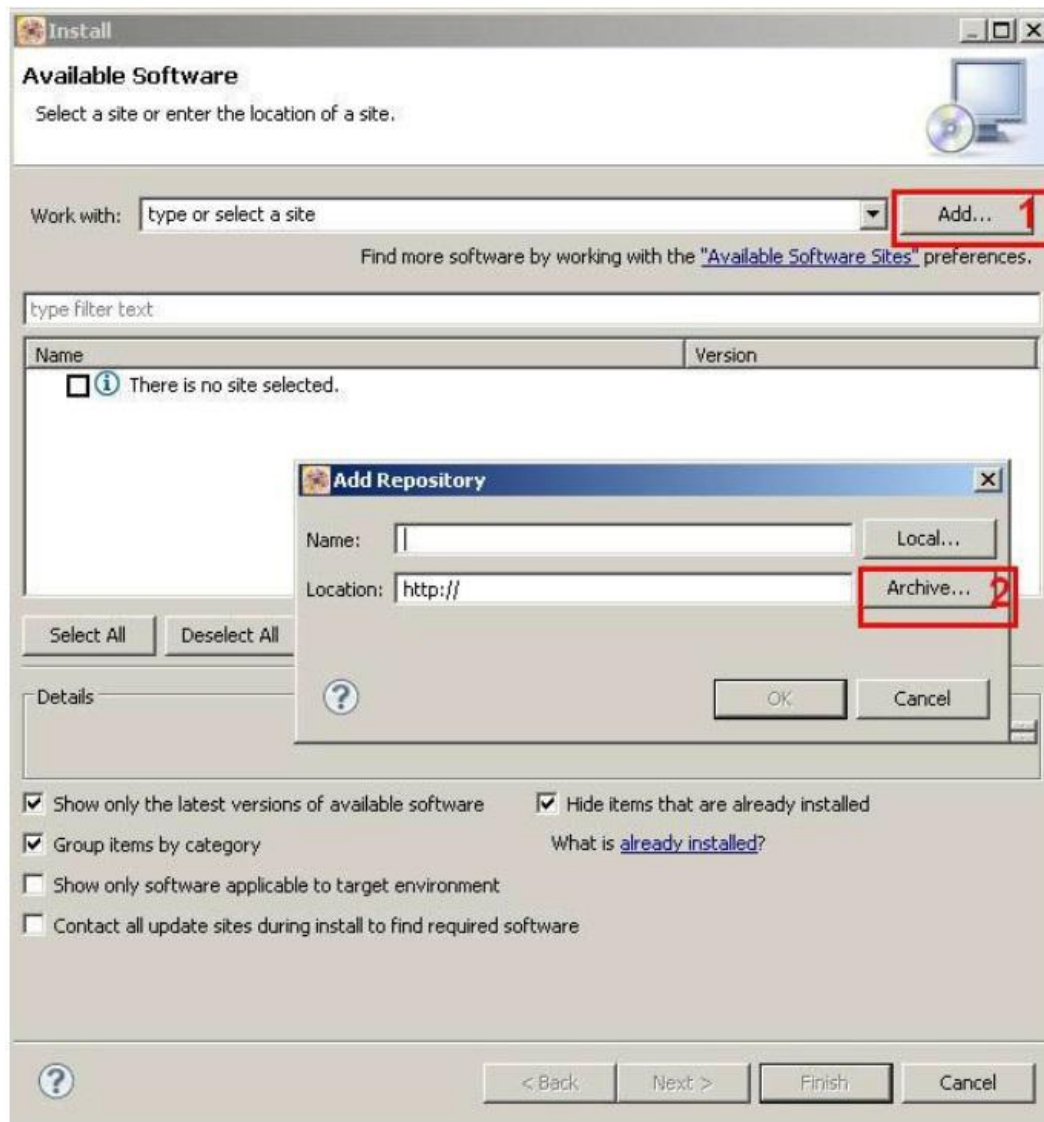 Install
Available Software
Select a site or enter the location of a site.
Work with: type or select a site Add... 1
Find more software by working with the "Available Software Sites" preferences.
type filter text
Name Version
There is no site selected.
Add Repository
Name: Local...
Location: http:// Archive... 2
Select All Deselect All
Details
OK Cancel
Show only the latest versions of available software Hide items that are already installed
Group items by category What is already installed?
Show only software applicable to target environment
Contact all update sites during install to find required software
< Back Next > Finish Cancel